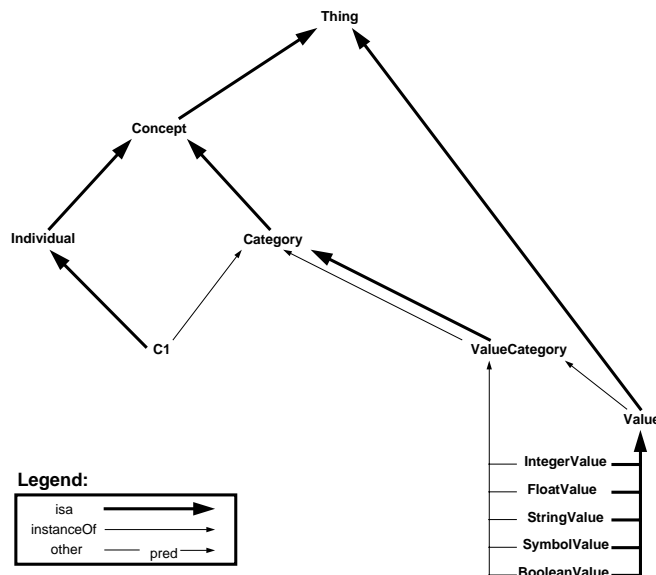 Thing
Concept
Individual
Category
C1
ValueCategory
Value
IntegerValue
FloatValue
StringValue
SymbolValue
BooleanValue
Legend:
isa
instanceOf
other pred